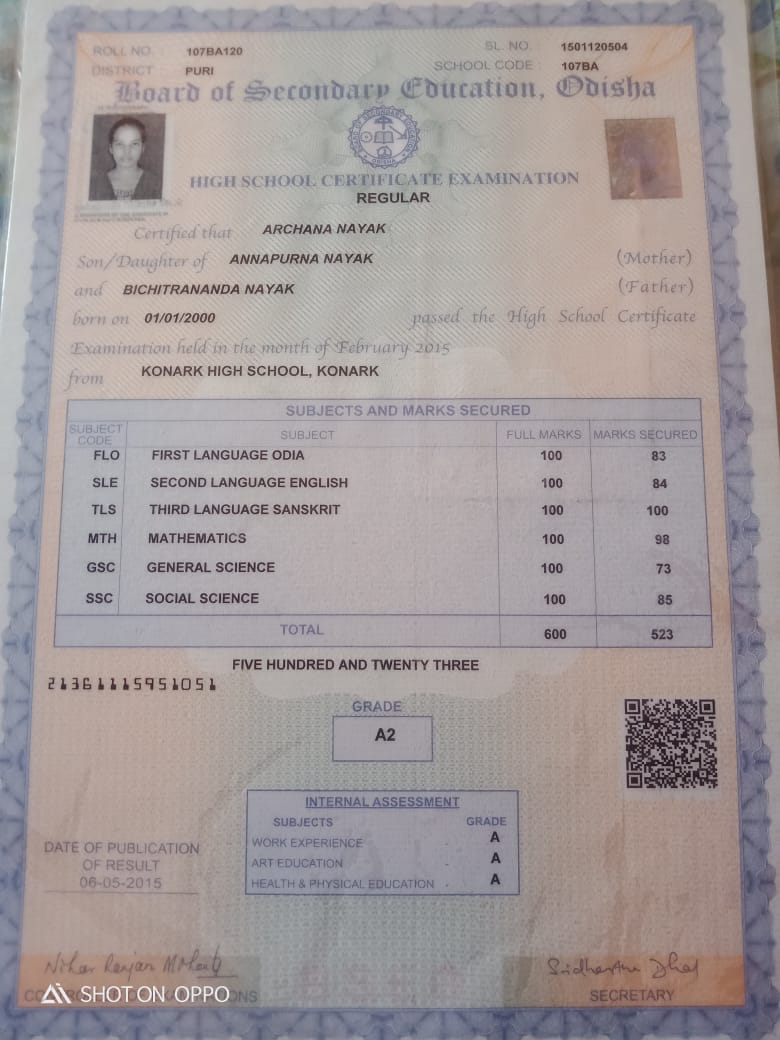 ROLL NO. 107BA120 SL. NO. 1501120504
DISTRICT PURI SCHOOL CODE : 107BA
Board of Secondary Education, Odisha
HIGH SCHOOL CERTIFICATE EXAMINATION
REGULAR
Certified that ARCHANA NAYAK
Son/Daughter of ANNAPURNA NAYAK (Mother)
and BICHITRANANDA NAYAK (Father)
born on 01/01/2000 passed the High School Certificate
Examination held in the month of February 2015
from KONARK HIGH SCHOOL, KONARK
SUBJECTS AND MARKS SECURED
SUBJECT CODE SUBJECT FULL MARKS MARKS SECURED
FLO FIRST LANGUAGE ODIA 100 83
SLE SECOND LANGUAGE ENGLISH 100 84
TLS THIRD LANGUAGE SANSKRIT 100 100
MTH MATHEMATICS 100 98
GSC GENERAL SCIENCE 100 73
SSC SOCIAL SCIENCE 100 85
TOTAL 600 523
FIVE HUNDRED AND TWENTY THREE
21361115951051
GRADE
A2
INTERNAL ASSESSMENT
SUBJECTS GRADE
WORK EXPERIENCE A
ART EDUCATION - A
HEALTH & PHYSICAL EDUCATION - A
DATE OF PUBLICATION
OF RESULT
06-05-2015
Nihar Ranjan Mohanty Sidhartha Dhal
SECRETARY
SHOT ON OPPO